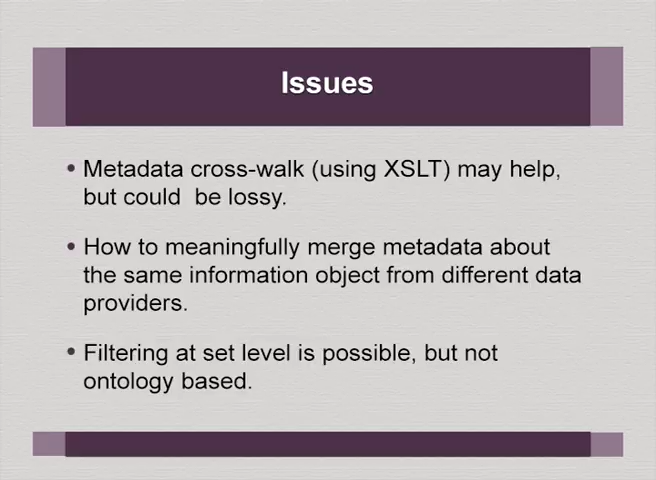 Issues
• Metadata cross-walk (using XSLT) may help,
but could  be lossy.
• How to meaningfully merge metadata about
the same information object from different data
providers.
• Filtering at set level is possible, but not
ontology based.